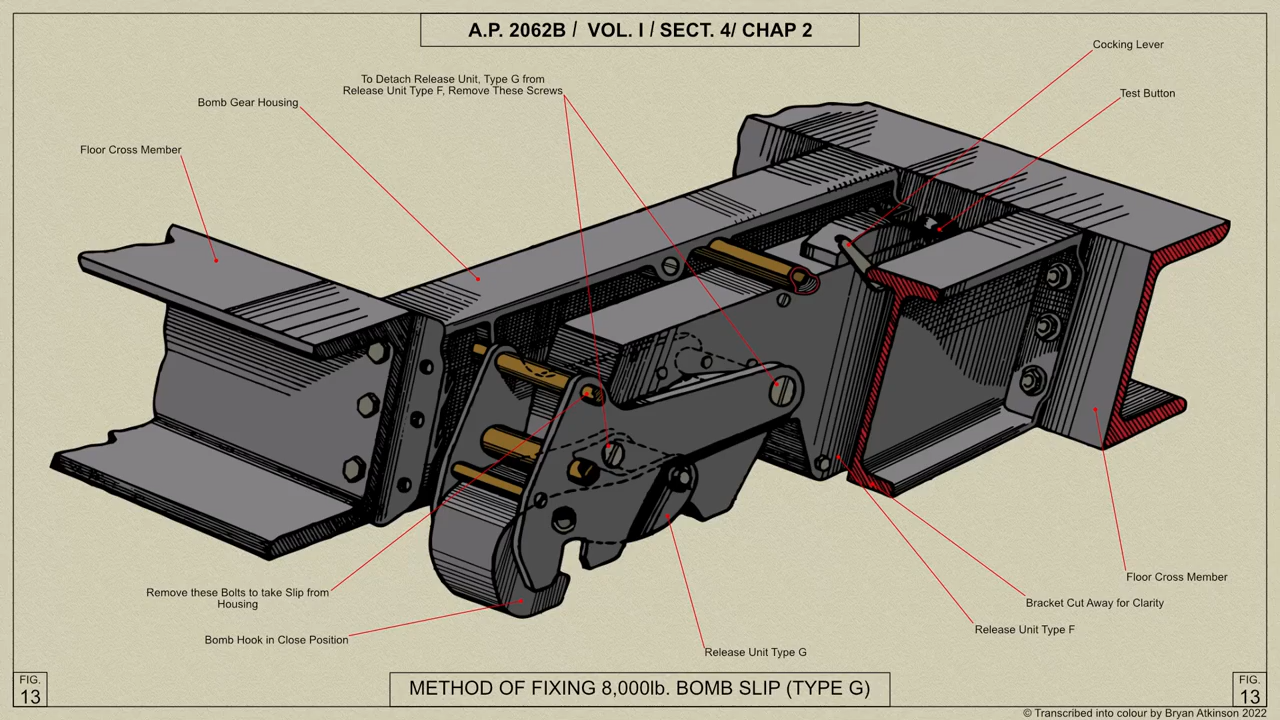 A.P. 2062B / VOL. I / SECT. 4/ CHAP 2
Cocking Lever
To Detach Release Unit, Type G from
Release Unit Type F, Remove These Screws
Test Button
Bomb Gear Housing
Floor Cross Member
Floor Cross Member
Remove these Bolts to take Slip from
Housing
Bracket Cut Away for Clarity
Release Unit Type F
Bomb Hook in Close Position
Release Unit Type G
FIG.
13
METHOD OF FIXING 8,000lb. BOMB SLIP (TYPE G)
FIG.
13
© Transcribed into colour by Bryan Atkinson 2022